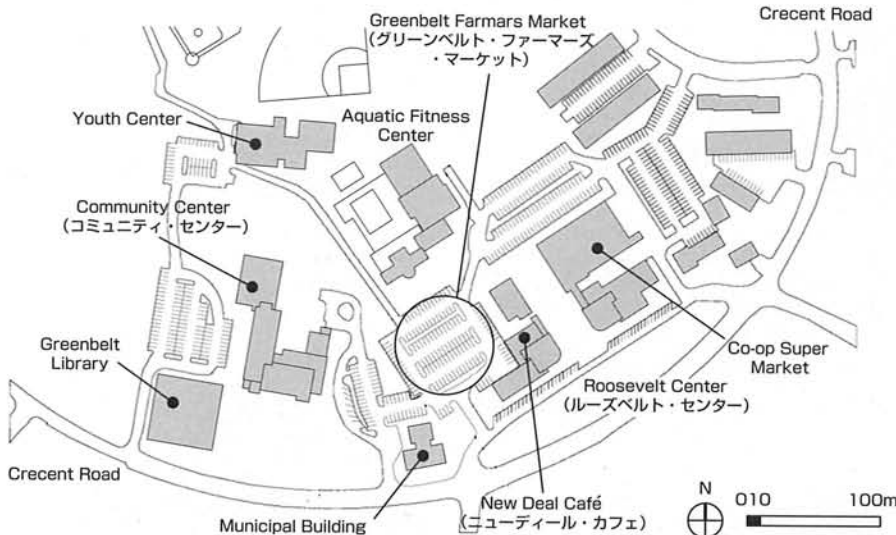 Greenbelt Farmars Market
(グリーンベルト・ファーマーズ
・マーケット)
Crecent Road
Youth Center
Aquatic Fitness
Center
Community Center
(コミュニティ・センター)
Greenbelt
Library
Co-op Super
Market
Roosevelt Center
(ルーズベルト・センター)
Crecent Road
Municipal Building
New Deal Café
(ニューディール・カフェ)
N
010
100m